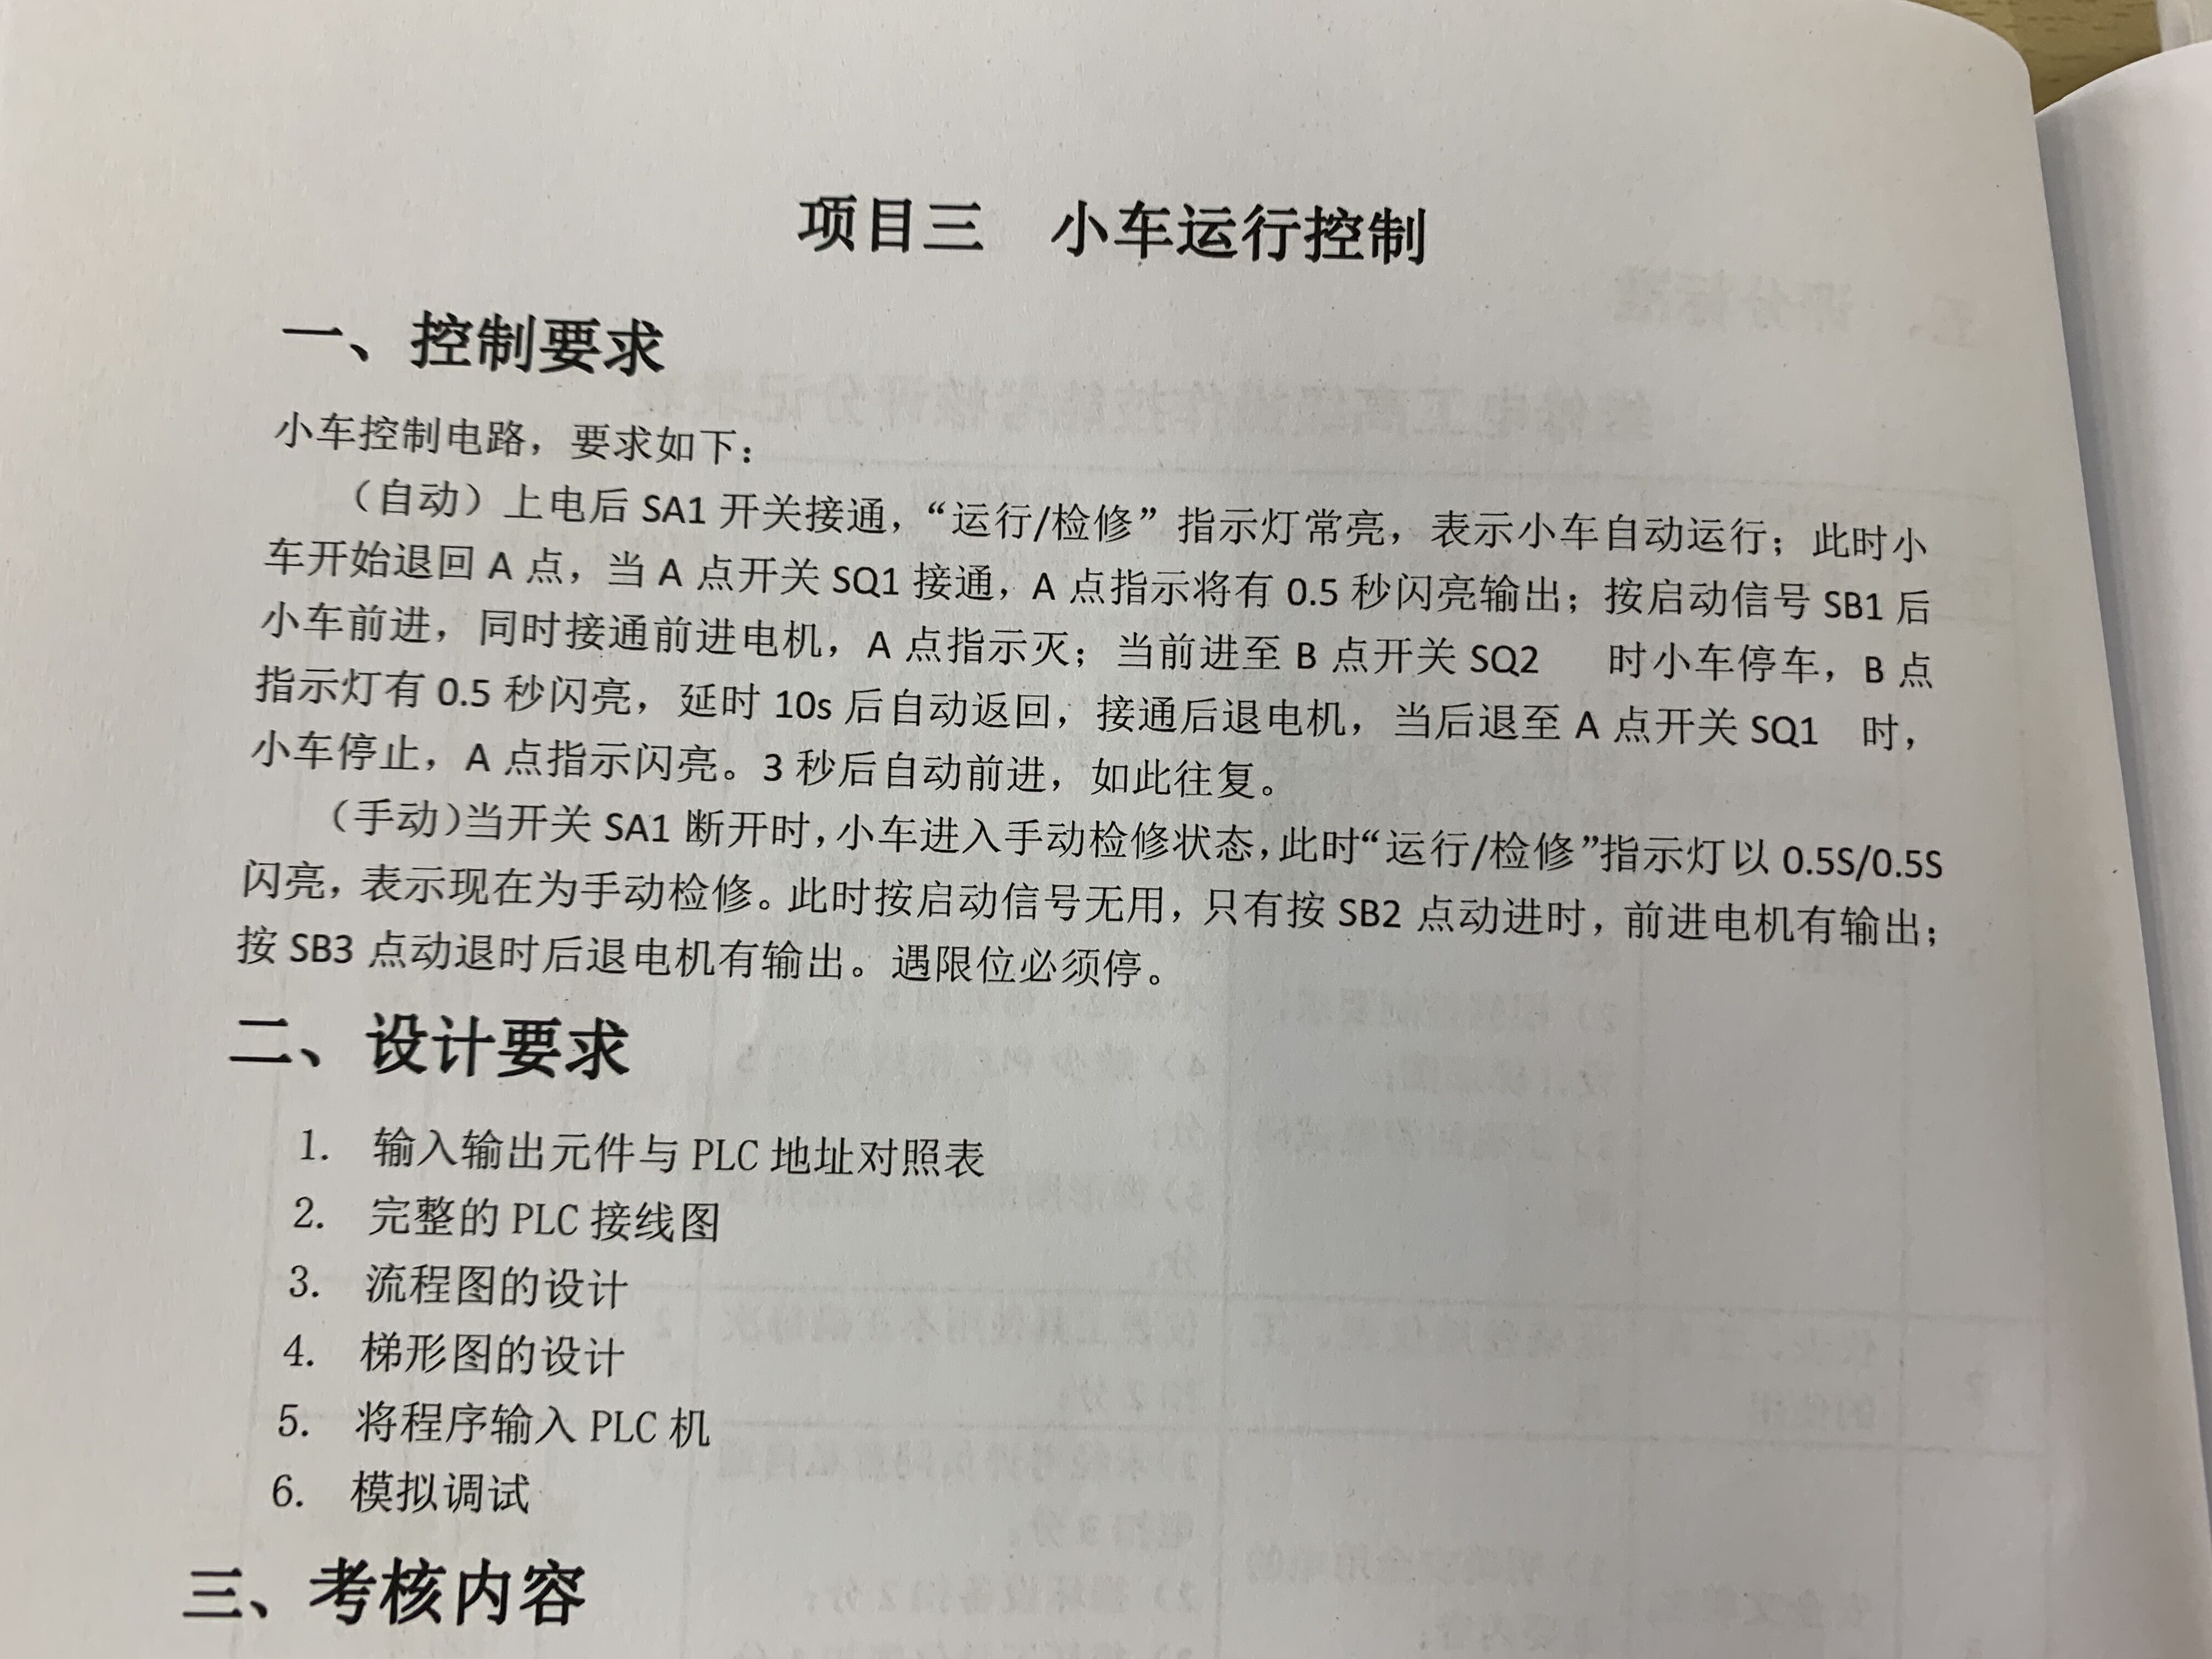 项目三 小车运行控制
一、控制要求
小车控制电路，要求如下：
（自动）上电后 SA1 开关接通，“运行/检修”指示灯常亮，表示小车自动运行；此时小
车开始退回 A 点，当 A 点开关 SQ1 接通，A 点指示将有 0.5 秒闪亮输出；按启动信号 SB1 后
小车前进，同时接通前进电机，A 点指示灭；当前进至 B 点开关 SQ2 时小车停车，B 点
指示灯有 0.5 秒闪亮，延时 10s 后自动返回，接通后退电机，当后退至 A 点开关 SQ1 时，
小车停止，A 点指示闪亮。3 秒后自动前进，如此往复。
（手动）当开关 SA1 断开时，小车进入手动检修状态，此时“运行/检修”指示灯以 0.5S/0.5S
闪亮，表示现在为手动检修。此时按启动信号无用，只有按 SB2 点动进时，前进电机有输出；
按 SB3 点动退时后退电机有输出。遇限位必须停。
二、设计要求
1. 输入输出元件与 PLC 地址对照表
2. 完整的 PLC 接线图
3. 流程图的设计
4. 梯形图的设计
5. 将程序输入 PLC 机
6. 模拟调试
三、考核内容